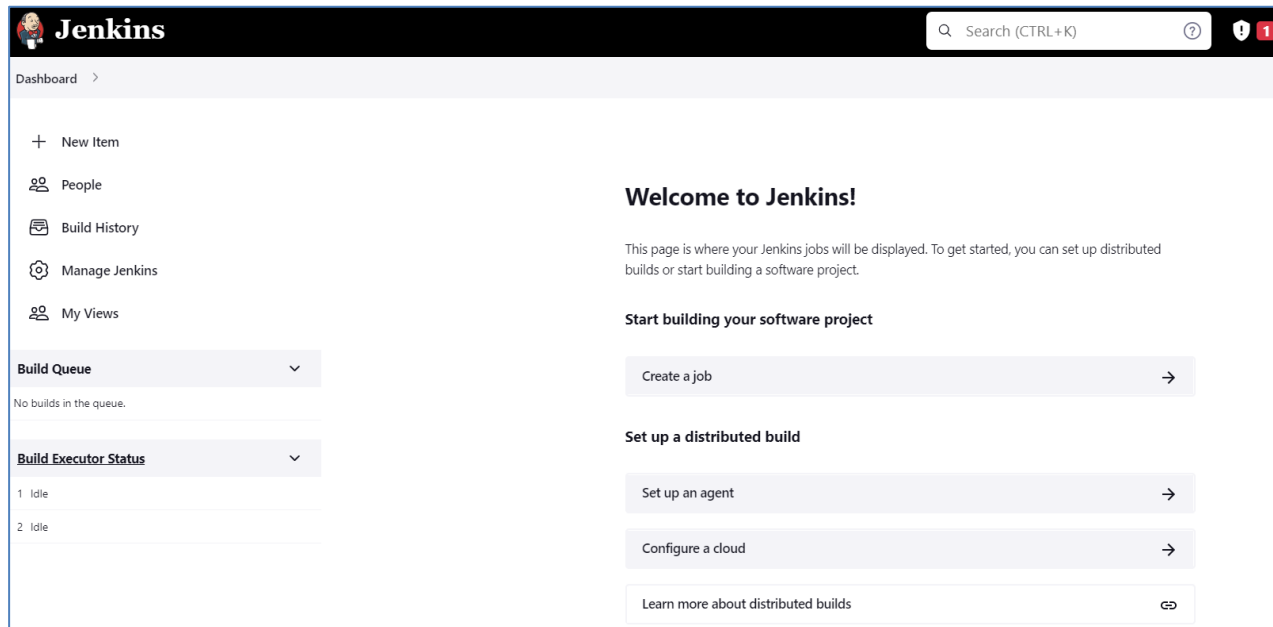 Jenkins
Search (CTRL+K)
?
! 1
Dashboard >
+ New Item
People
Build History
Manage Jenkins
My Views
Build Queue
No builds in the queue.
Build Executor Status
1 Idle
2 Idle
Welcome to Jenkins!
This page is where your Jenkins jobs will be displayed. To get started, you can set up distributed
builds or start building a software project.
Start building your software project
Create a job
Set up a distributed build
Set up an agent
Configure a cloud
Learn more about distributed builds